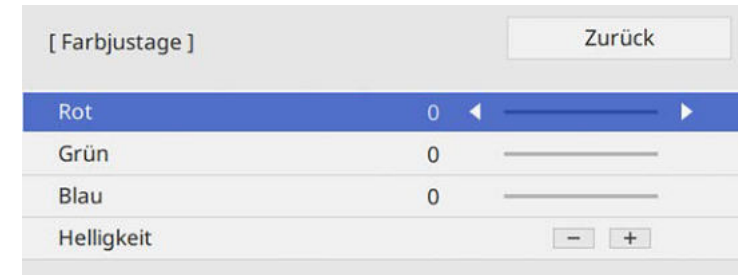 [ Farbjustage ] Zurück
Rot 0
Grün 0
Blau 0
Helligkeit − +